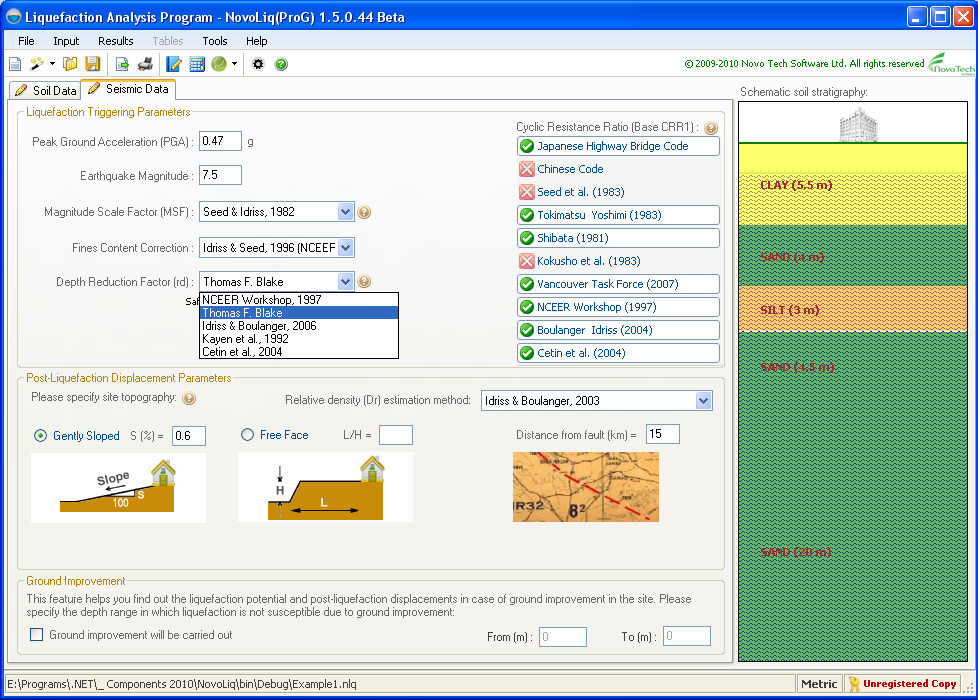 Liquefaction Analysis Program - NovoLiq(ProG) 1.5.0.44 Beta
File Input Results Tables Tools Help
© 2009-2010 Novo Tech Software Ltd. All rights reserved
NovoTech
Soil Data Seismic Data
Schematic soil stratigraphy:
Liquefaction Triggering Parameters
Peak Ground Acceleration (PGA) : 0.47 g
Earthquake Magnitude : 7.5
Magnitude Scale Factor (MSF) : Seed & Idriss, 1982
Fines Content Correction : Idriss & Seed, 1996 (NCEEF
Depth Reduction Factor (rd) : Thomas F. Blake
NCEER Workshop, 1997
Thomas F. Blake
Idriss & Boulanger, 2006
Kayen et al., 1992
Cetin et al., 2004
Cyclic Resistance Ratio (Base CRR1) :
Japanese Highway Bridge Code
Chinese Code
Seed et al. (1983)
Tokimatsu Yoshimi (1983)
Shibata (1981)
Kokusho et al. (1983)
Vancouver Task Force (2007)
NCEER Workshop (1997)
Boulanger Idriss (2004)
Cetin et al. (2004)
Post-Liquefaction Displacement Parameters
Please specify site topography:
Relative density (Dr) estimation method: Idriss & Boulanger, 2003
Gently Sloped S (%) = 0.6
Free Face L/H =
Distance from fault (km) = 15
Slope
100
S
H
L
IR32
8²
Ground Improvement
This feature helps you find out the liquefaction potential and post-liquefaction displacements in case of ground improvement in the site. Please
specify the depth range in which liquefaction is not susceptible due to ground improvement:
Ground improvement will be carried out
From (m) : 0 To (m) : 0
CLAY (5.5 m)
SAND (4 m)
SILT (3 m)
SAND (4.5 m)
SAND (20 m)
E:\Programs\.NET\_ Components 2010\NovoLiq\bin\Debug\Example1.nlq
Metric
Unregistered Copy